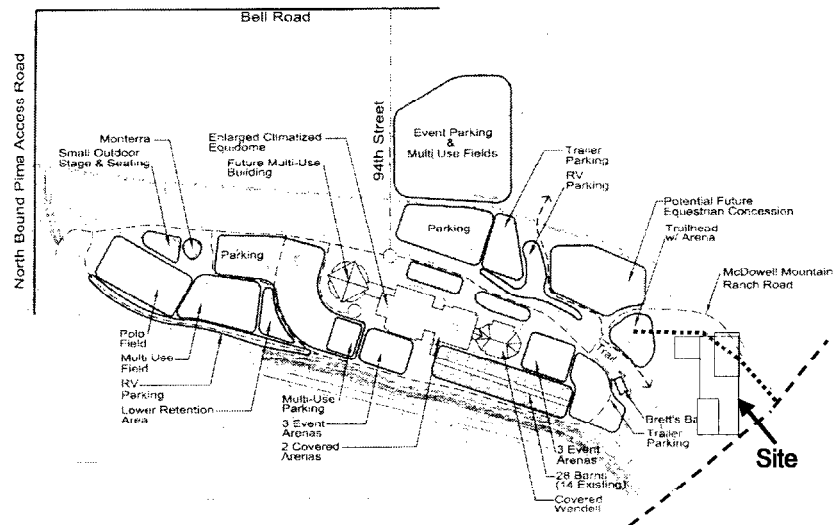 Bell Road
North Bound Pima Access Road
94th Street
Monterra
Small Outdoor
Stage & Seating
Enlarged Climatized
Equidome
Future Multi-Use
Building
Event Parking
&
Multi Use Fields
Trailer
Parking
RV
Parking
Potential Future
Equestrian Concession
Trailhead
w/ Arena
McDowell Mountain
Ranch Road
Parking
Parking
Trail
Polo
Field
Multi Use
Field
RV
Parking
Lower Retention
Area
Multi-Use
Parking
3 Event
Arenas
2 Covered
Arenas
3 Event
Arenas
28 Barns
(14 Existing)
Covered
Wendell
Brett's
Trailer
Parking
Site